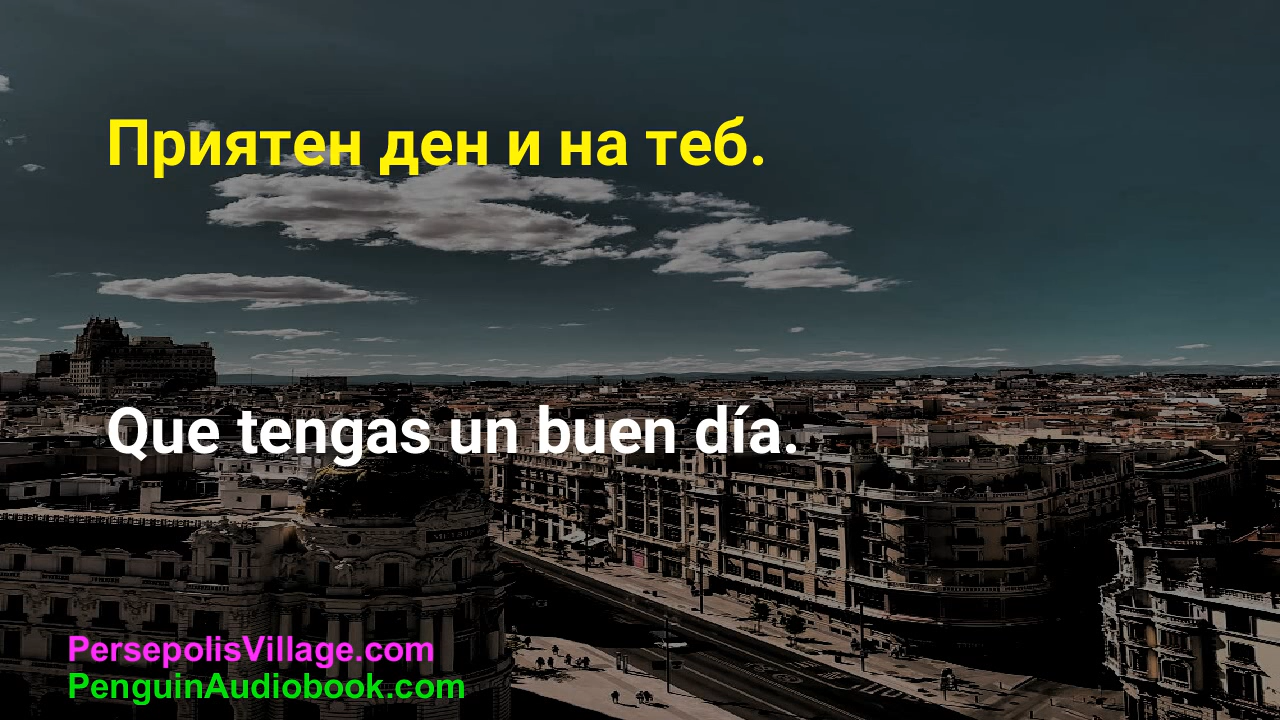 Приятен ден и на теб.
Que tengas un buen día.
PersepolisVillage.com
PenguinAudiobook.com